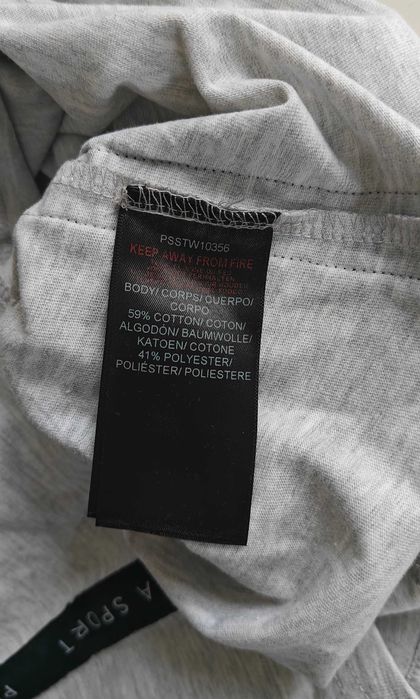 PSSTW10356
KEEP AWAY FROM FIRE
BODY/ CORPS/ CUERPO/
CORPO
59% COTTON/ COTON/
ALGODÓN/ BAUMWOLLE/
KATOEN/ COTONE
41% POLYESTER/
POLIÉSTER/ POLIESTERE
A SPORT